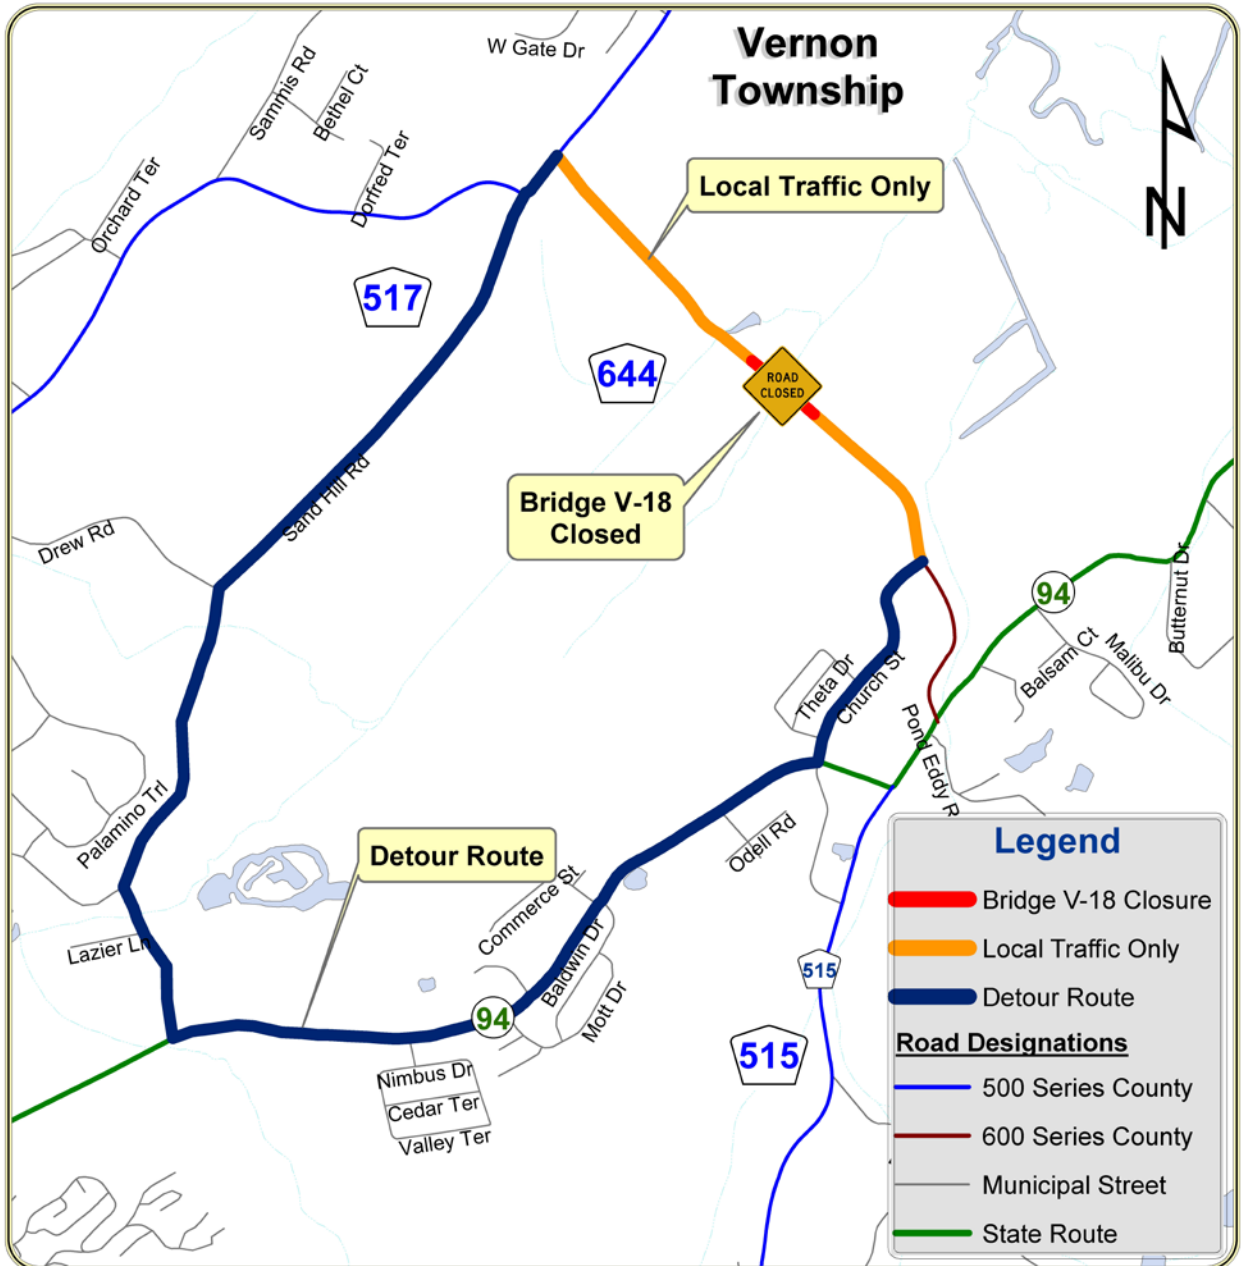 Vernon
Township
W Gate Dr
Sammis Rd
Bethel Ct
Dorfred Ter
Orchard Ter
Local Traffic Only
N
517
644
ROAD
CLOSED
Bridge V-18
Closed
Sand Hill Rd
Drew Rd
94
Butternut Dr
Balsam Ct
Malibu Dr
Theta Dr
Church St
Pond Eddy R
Palamino Trl
Odell Rd
Detour Route
Commerce St
Baldwin Dr
Mott Dr
Lazier Ln
94
515
515
Nimbus Dr
Cedar Ter
Valley Ter
Legend
Bridge V-18 Closure
Local Traffic Only
Detour Route
Road Designations
500 Series County
600 Series County
Municipal Street
State Route